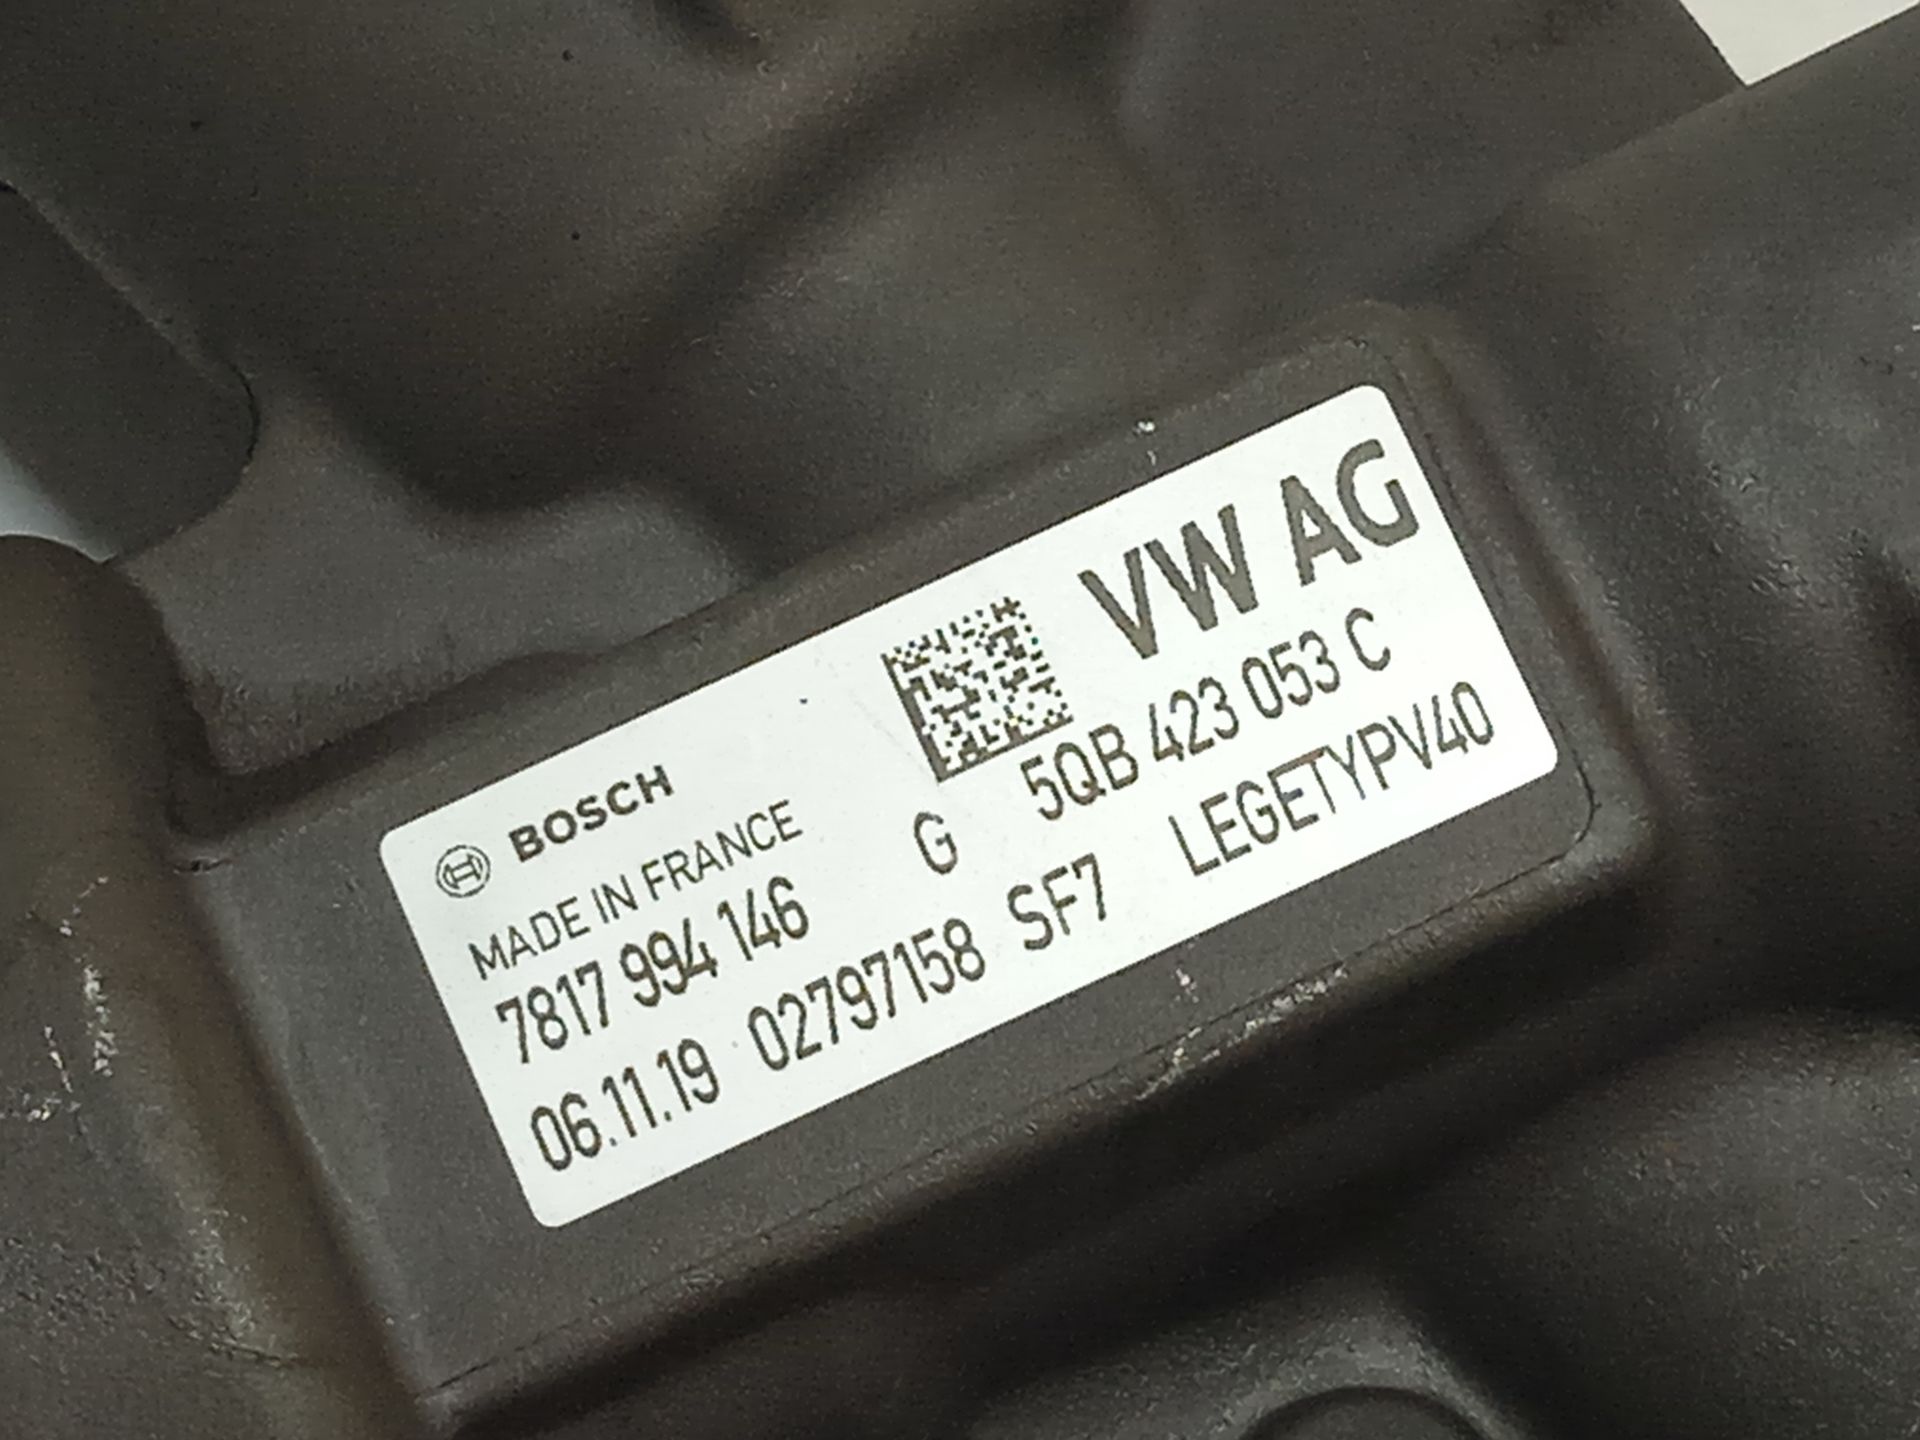 VW AG
BOSCH
MADE IN FRANCE
5QB 423 053 C
7817 994 146 G LEGETYPV40
06.11.19 02797158 SF7